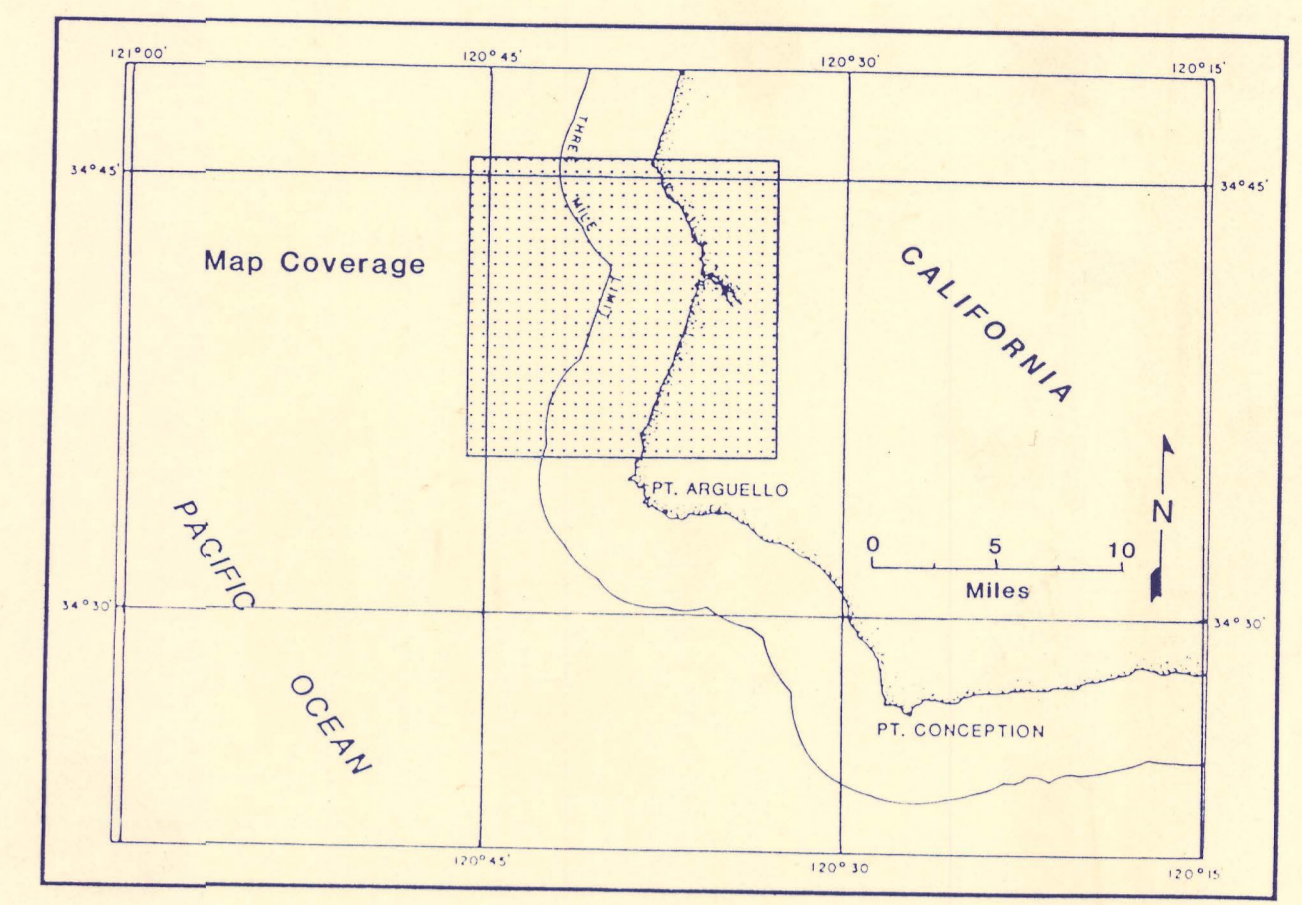 121°00'
120°45'
120°30'
120°15'
34°45'
34°45'
THREE
MILE
LIMIT
Map Coverage
CALIFORNIA
PT. ARGUELLO
PACIFIC
OCEAN
0 5 10
Miles
N
34°30'
34°30'
PT. CONCEPTION
120°45'
120°30
120°15'